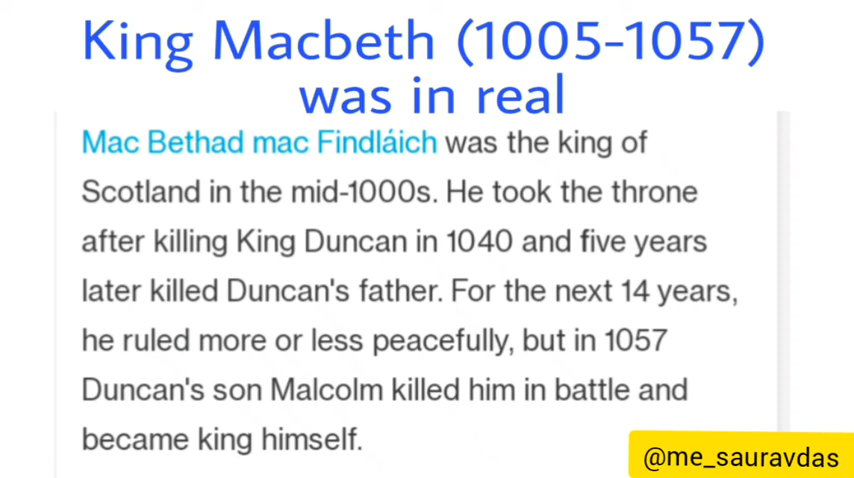 King Macbeth (1005-1057)
was in real
Mac Bethad mac Findláich was the king of
Scotland in the mid-1000s. He took the throne
after killing King Duncan in 1040 and five years
later killed Duncan's father. For the next 14 years,
he ruled more or less peacefully, but in 1057
Duncan's son Malcolm killed him in battle and
became king himself.
@me_sauravdas